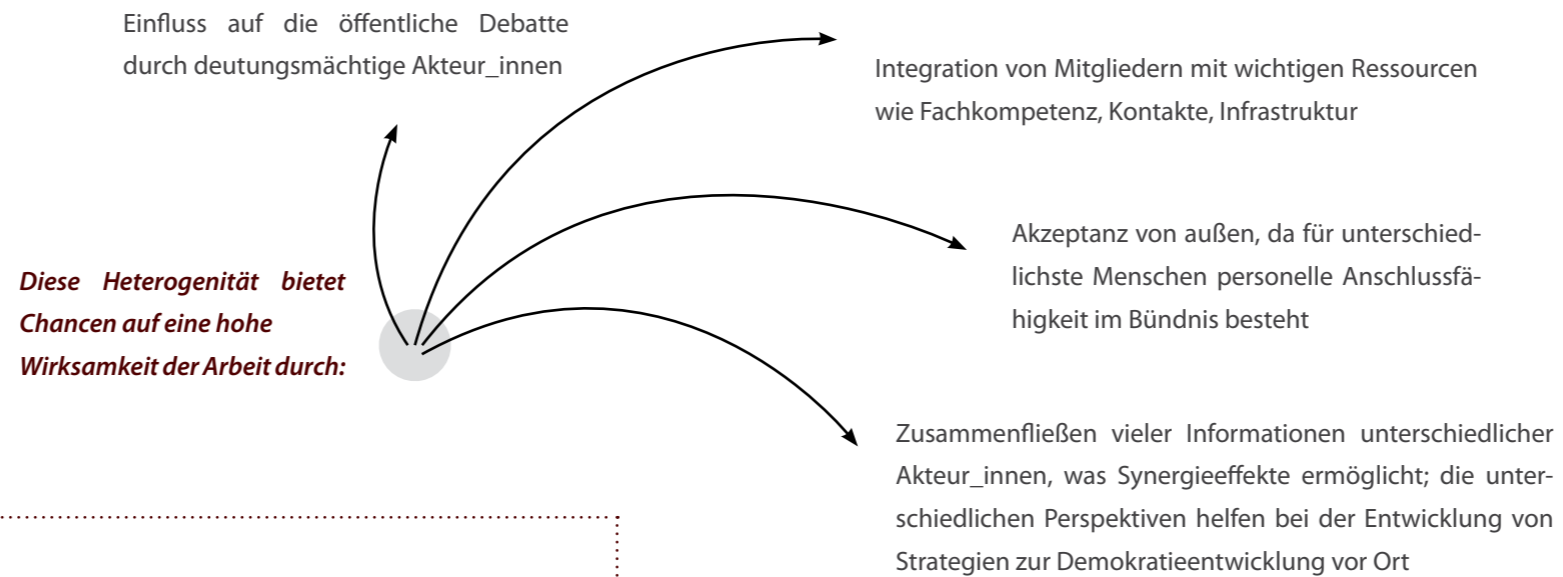 Einfluss auf die öffentliche Debatte
durch deutungsmächtige Akteur_innen
Integration von Mitgliedern mit wichtigen Ressourcen
wie Fachkompetenz, Kontakte, Infrastruktur
Akzeptanz von außen, da für unterschied-
lichste Menschen personelle Anschlussfä-
higkeit im Bündnis besteht
Diese Heterogenität bietet
Chancen auf eine hohe
Wirksamkeit der Arbeit durch:
Zusammenfließen vieler Informationen unterschiedlicher
Akteur_innen, was Synergieeffekte ermöglicht; die unter-
schiedlichen Perspektiven helfen bei der Entwicklung von
Strategien zur Demokratieentwicklung vor Ort